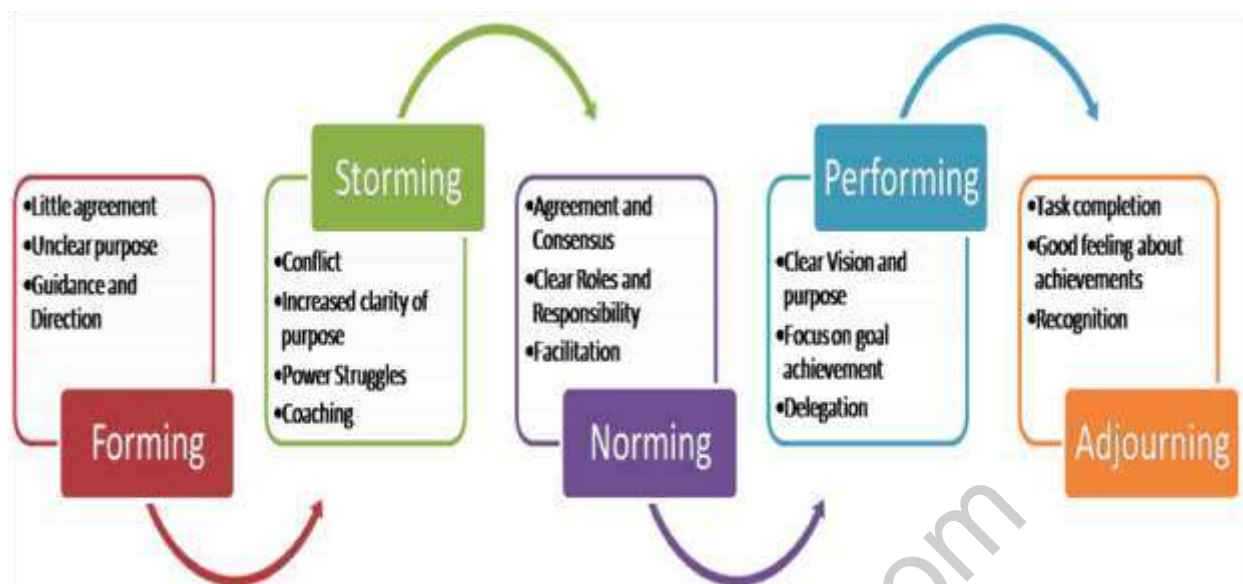 •Little agreement
•Unclear purpose
•Guidance and
Direction
Forming
Storming
•Conflict
•Increased clarity of
purpose
•Power Struggles
•Coaching
•Agreement and
Consensus
•Clear Roles and
Responsibility
•Facilitation
Norming
Performing
•Clear Vision and
purpose
•Focus on goal
achievement
•Delegation
•Task completion
•Good feeling about
achievements
•Recognition
Adjourning
om